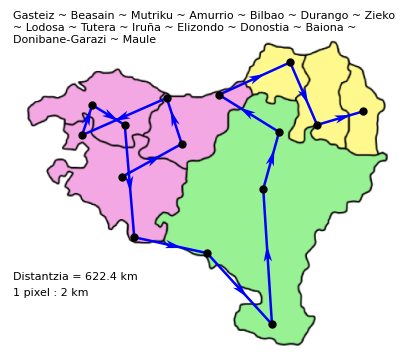 Gasteiz ~ Beasain ~ Mutriku ~ Amurrio ~ Bilbao ~ Durango ~ Zieko
~ Lodosa ~ Tutera ~ Iruña ~ Elizondo ~ Donostia ~ Baiona ~
Donibane-Garazi ~ Maule
Distantzia = 622.4 km
1 pixel : 2 km